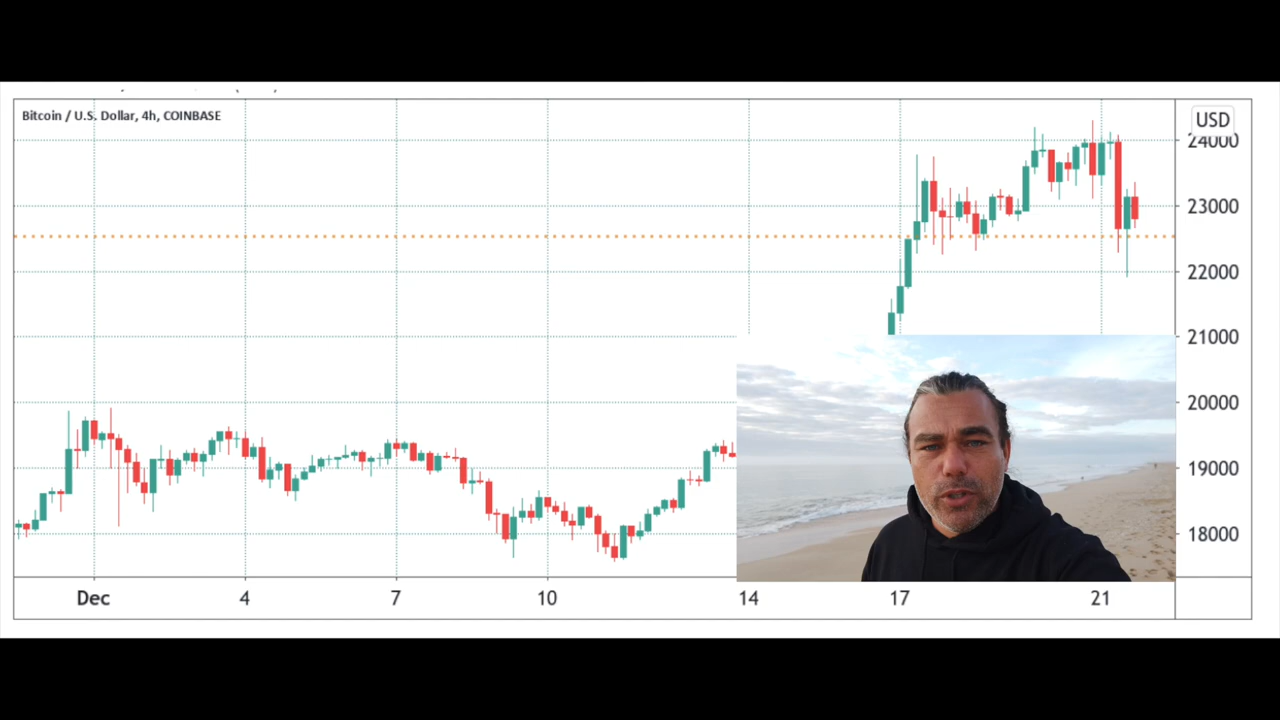 Bitcoin / U.S. Dollar, 4h, COINBASE
USD
24000
23000
22000
21000
20000
19000
18000
Dec 4 7 10 14 17 21